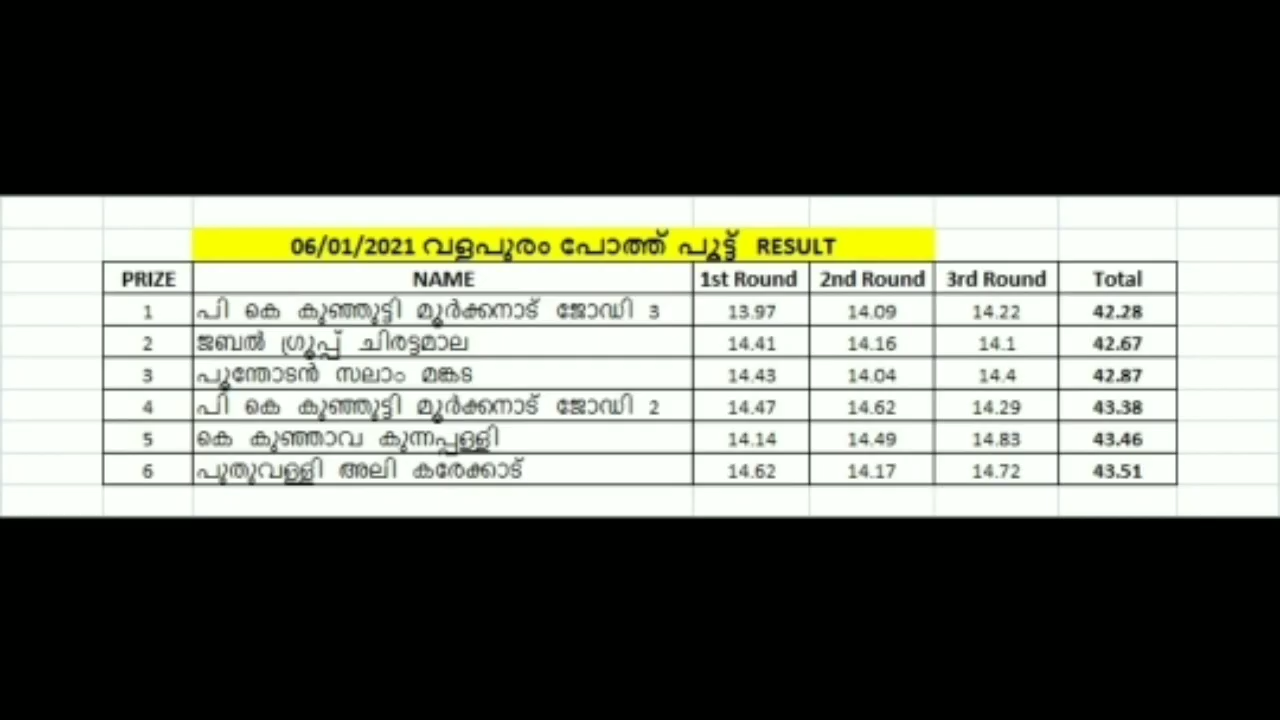 06/01/2021 വളപുരം പോത്ത് പൂട്ട് RESULT
PRIZE NAME 1st Round 2nd Round 3rd Round Total
1 പി കെ കുഞ്ഞുട്ടി മൂർക്കനാട് ജോഡി 3 13.97 14.09 14.22 42.28
2 ജബൽ ഗ്രൂപ്പ് ചിരട്ടമാല 14.41 14.16 14.1 42.67
3 പൂന്തോടൻ സലാം മങ്കട 14.43 14.04 14.4 42.87
4 പി കെ കുഞ്ഞുട്ടി മൂർക്കനാട് ജോഡി 2 14.47 14.62 14.29 43.38
5 കെ കുഞ്ഞാവ കുന്നപ്പള്ളി 14.14 14.49 14.83 43.46
6 പുതുവള്ളി അലി കരേക്കാട് 14.62 14.17 14.72 43.51